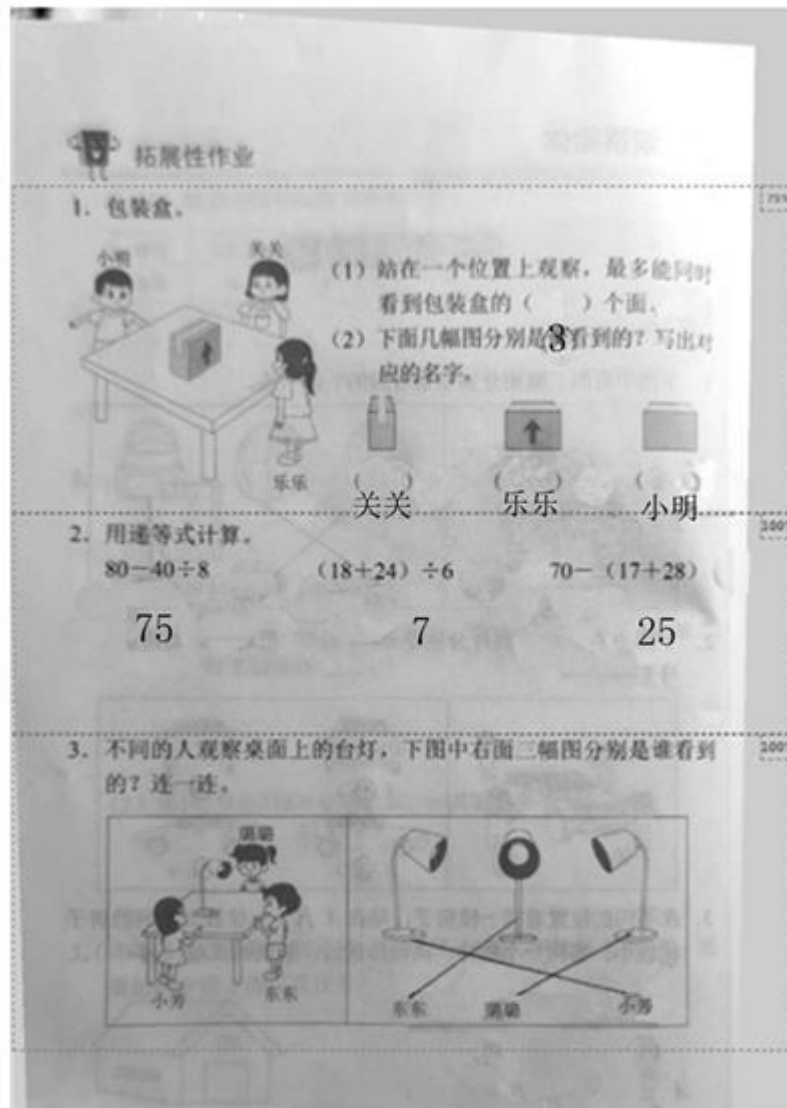 拓展性作业
75%
1. 包装盒。
小明
关关
乐乐
(1) 站在一个位置上观察，最多能同时
看到包装盒的（ 3 ）个面。
(2) 下面几幅图分别是谁看到的？写出对
应的名字。
( ) ( ) ( )
关关 乐乐 小明
100%
2. 用递等式计算。
80－40÷8 （18＋24）÷6 70－（17＋28）
75 7 25
100%
3. 不同的人观察桌面上的台灯，下图中右面三幅图分别是谁看到
的？连一连。
璐璐
小芳
东东
东东 璐璐 小芳